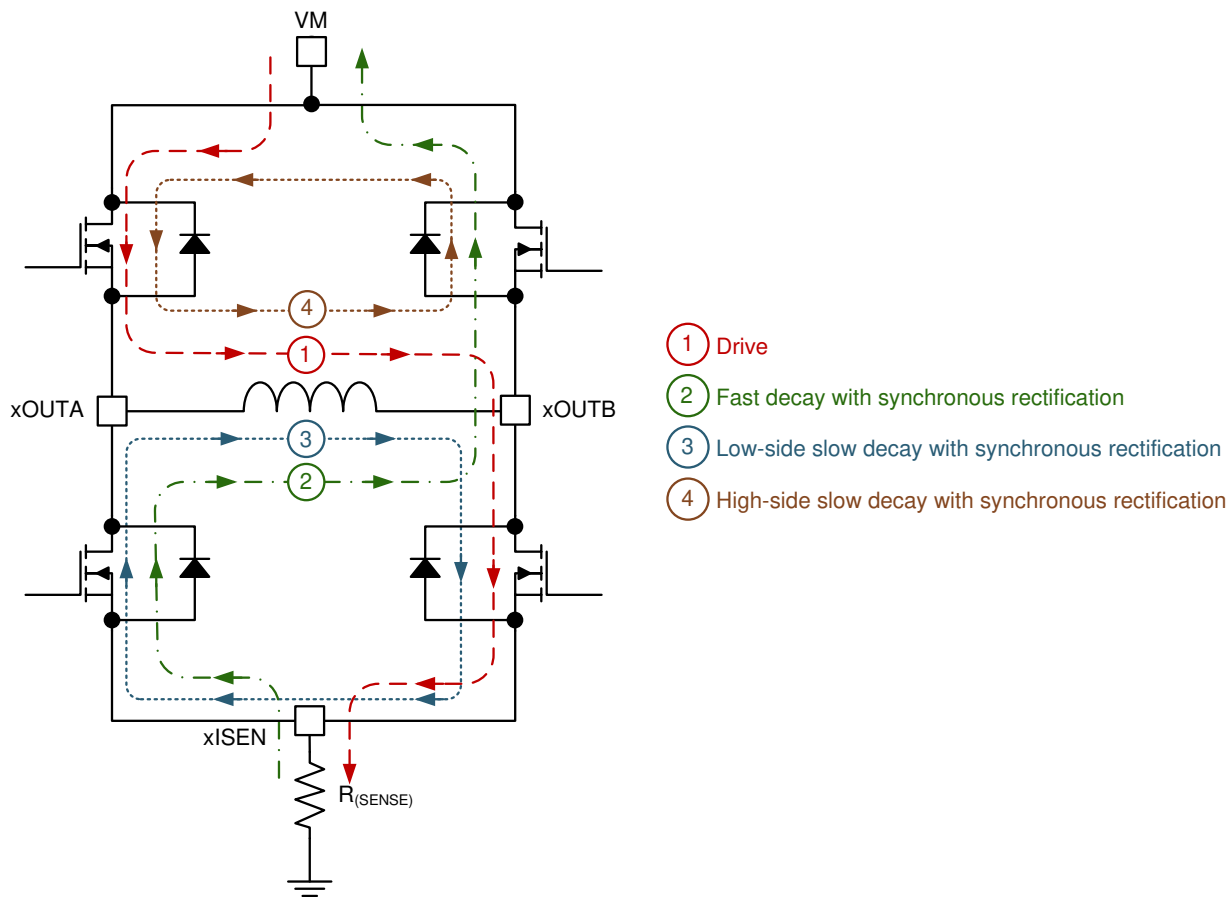 VM
4
1
xOUTA
xOUTB
3
2
xISEN
R(SENSE)
1 Drive
2 Fast decay with synchronous rectification
3 Low-side slow decay with synchronous rectification
4 High-side slow decay with synchronous rectification